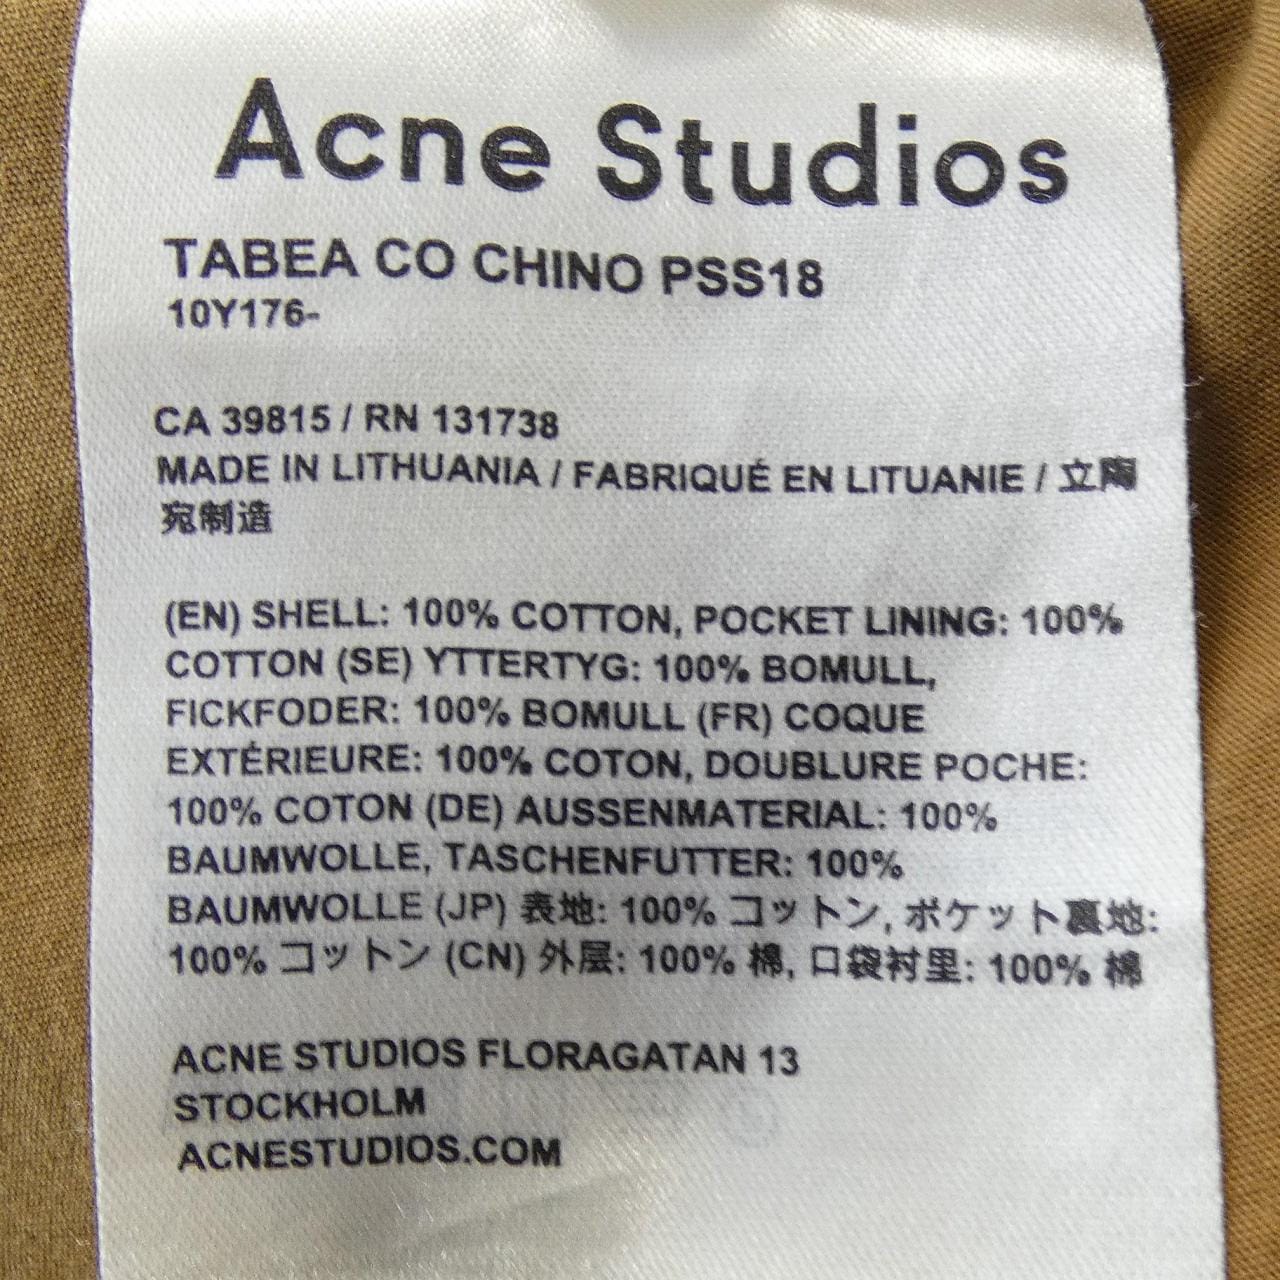 Acne Studios
TABEA CO CHINO PSS18
10Y176-
CA 39815 / RN 131738
MADE IN LITHUANIA / FABRIQUÉ EN LITUANIE / 立陶
宛制造
(EN) SHELL: 100% COTTON, POCKET LINING: 100%
COTTON (SE) YTTERTYG: 100% BOMULL,
FICKFODER: 100% BOMULL (FR) COQUE
EXTÉRIEURE: 100% COTON, DOUBLURE POCHE:
100% COTON (DE) AUSSENMATERIAL: 100%
BAUMWOLLE, TASCHENFUTTER: 100%
BAUMWOLLE (JP) 表地: 100% コットン, ポケット裏地:
100% コットン (CN) 外层: 100% 棉, 口袋衬里: 100% 棉
ACNE STUDIOS FLORAGATAN 13
STOCKHOLM
ACNESTUDIOS.COM